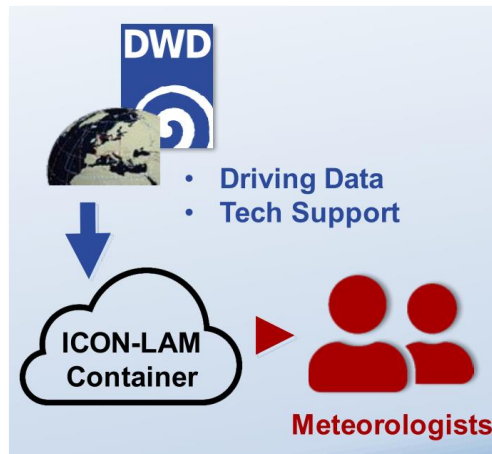 DWD
• Driving Data
• Tech Support
ICON-LAM
Container
Meteorologists